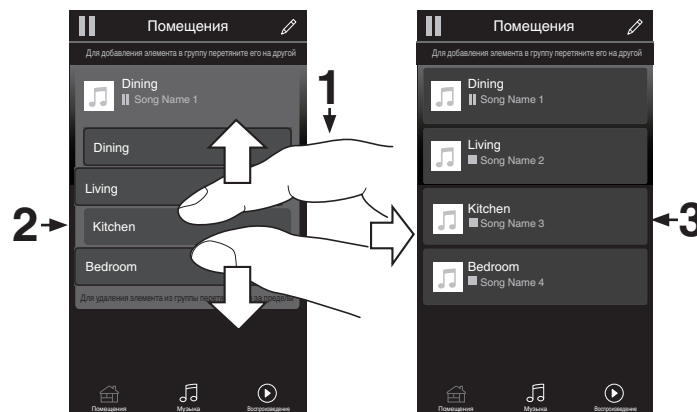 Помещения
Для добавления элемента в группу перетяните его на другой
Dining
Song Name 1
Dining
Living
Kitchen
Bedroom
Для удаления элемента из группы за пределы
Помещения
Музыка
Воспроизведение
1
2
Помещения
Для добавления элемента в группу перетяните его на другой
Dining
Song Name 1
Living
Song Name 2
Kitchen
Song Name 3
Bedroom
Song Name 4
Помещения
Музыка
Воспроизведение
3